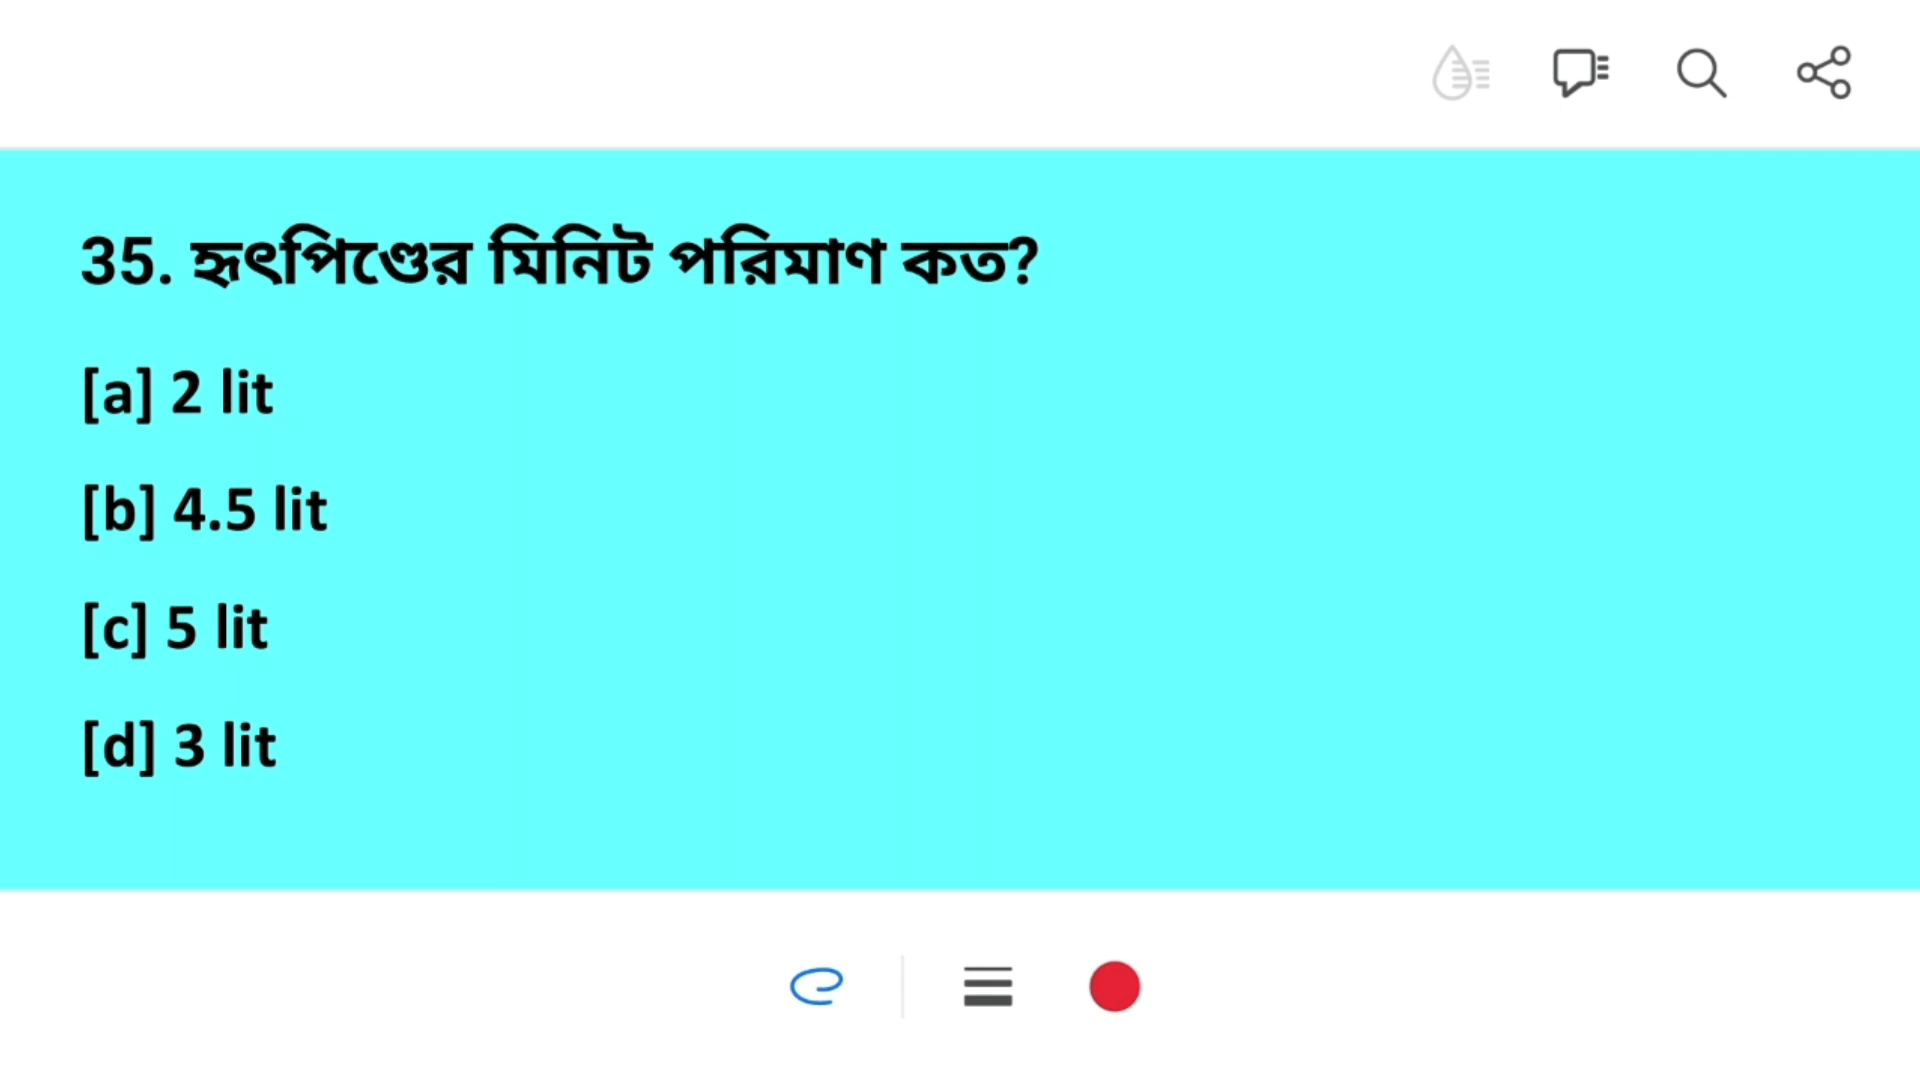 35. হৃৎপিণ্ডের মিনিট পরিমাণ কত?
[a] 2 lit
[b] 4.5 lit
[c] 5 lit
[d] 3 lit